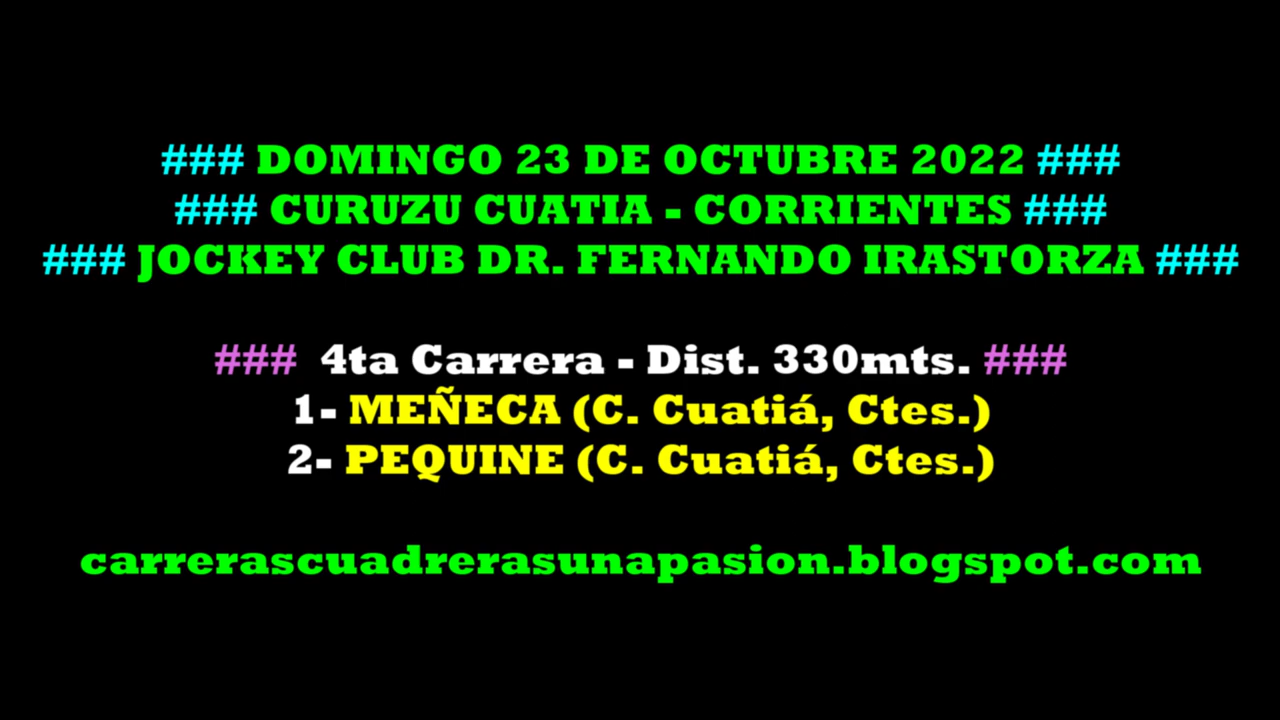 ### DOMINGO 23 DE OCTUBRE 2022 ###
### CURUZU CUATIA - CORRIENTES ###
### JOCKEY CLUB DR. FERNANDO IRASTORZA ###
### 4ta Carrera - Dist. 330mts. ###
1- MEÑECA (C. Cuatiá, Ctes.)
2- PEQUINE (C. Cuatiá, Ctes.)
carrerascuadrerasunapasion.blogspot.com